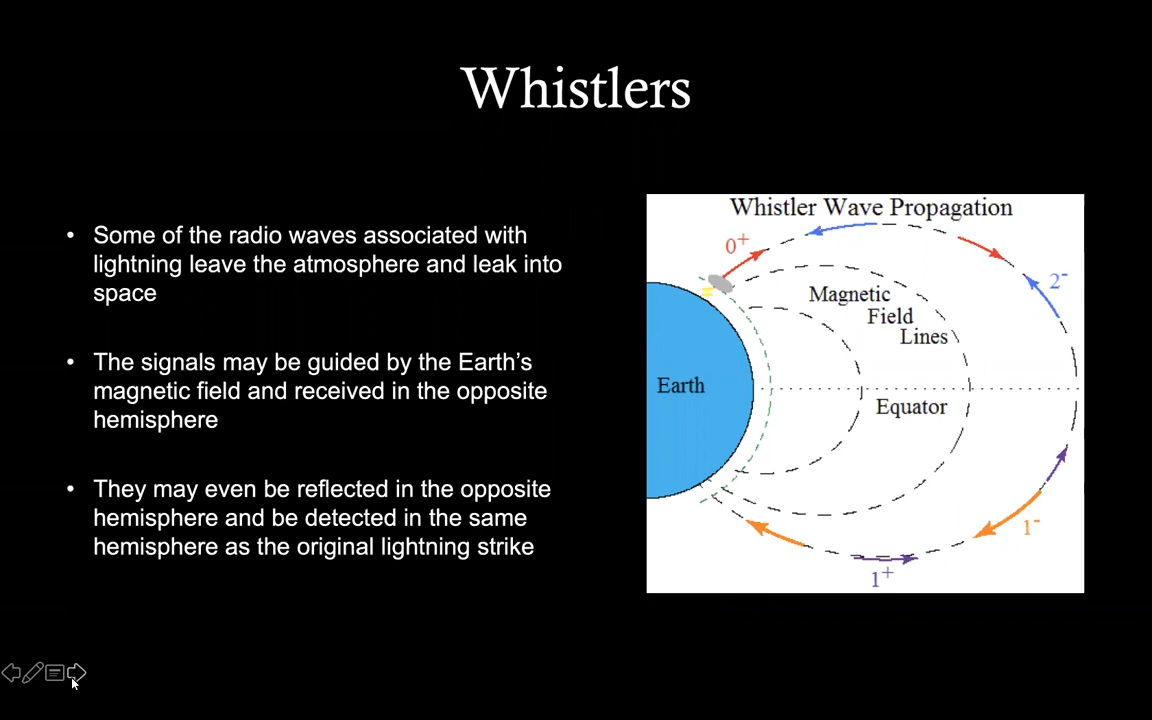 Whistlers
• Some of the radio waves associated with
lightning leave the atmosphere and leak into
space
• The signals may be guided by the Earth’s
magnetic field and received in the opposite
hemisphere
• They may even be reflected in the opposite
hemisphere and be detected in the same
hemisphere as the original lightning strike
Whistler Wave Propagation
0+
2-
Magnetic
Field
Lines
Earth
Equator
1-
1+